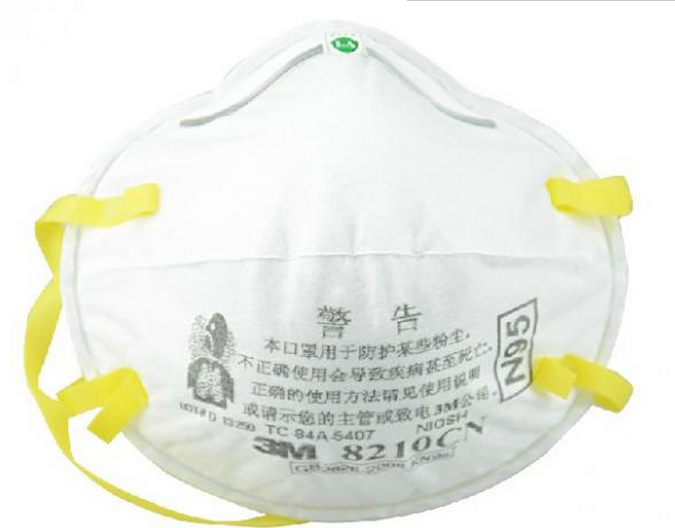 警告
本口罩用于防护某些粉尘.
不正确使用会导致疾病甚至死亡.
正确的使用方法请见使用说明
或请示您的主管或致电3M公司.
N95
TC-84A-5407
NIOSH
3M 8210CN